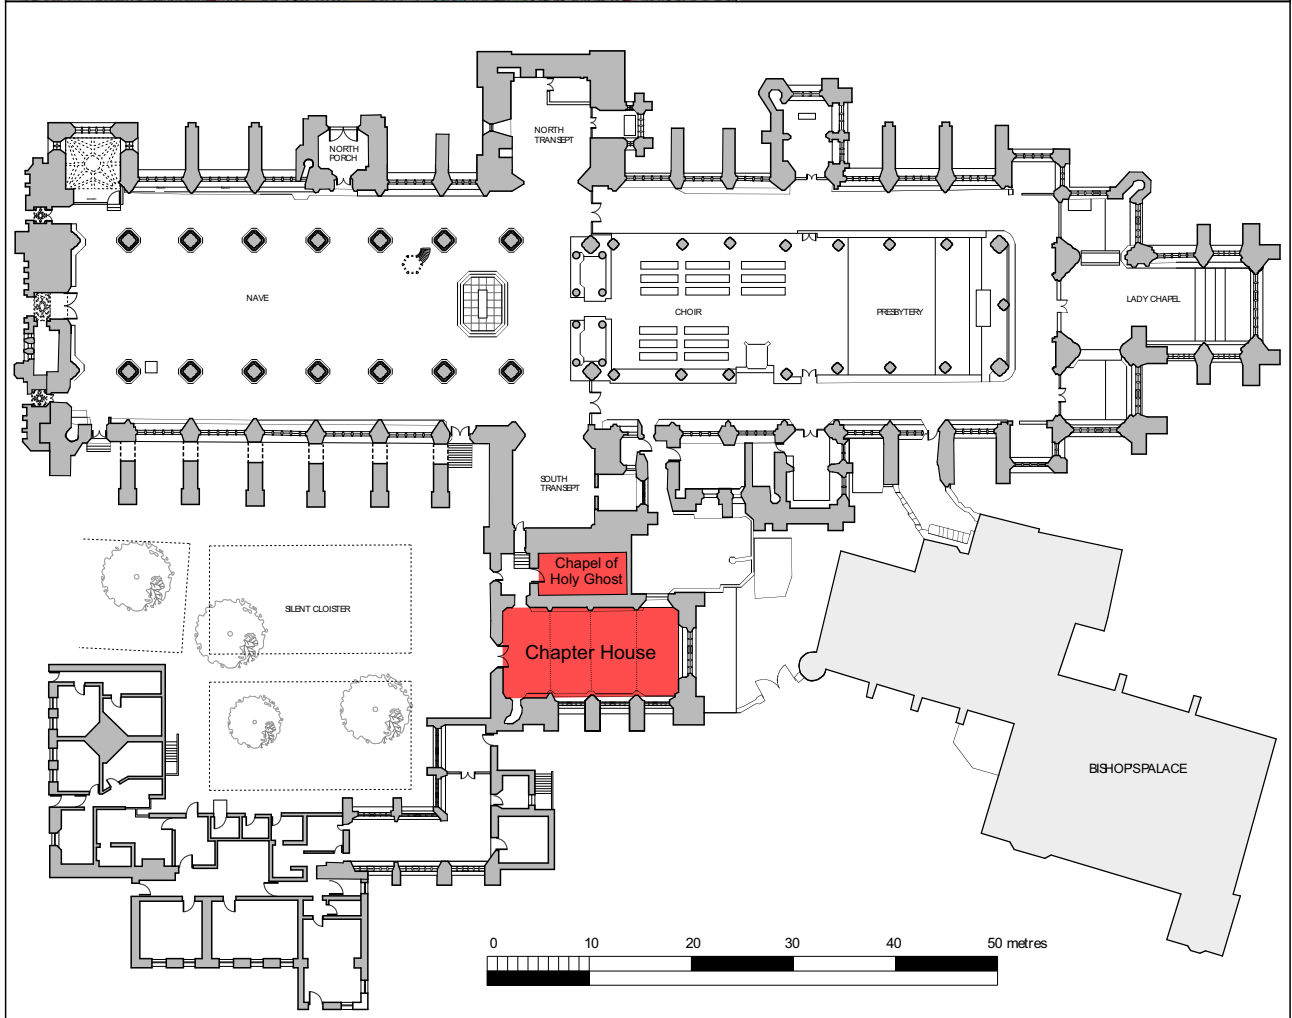 NORTH
TRANSEPT
NORTH
PORCH
NAVE
CHOIR
PRESBYTERY
LADY CHAPEL
SOUTH
TRANSEPT
Chapel of
Holy Ghost
SILENT CLOISTER
Chapter House
BISHOPSPALACE
0 10 20 30 40 50 metres